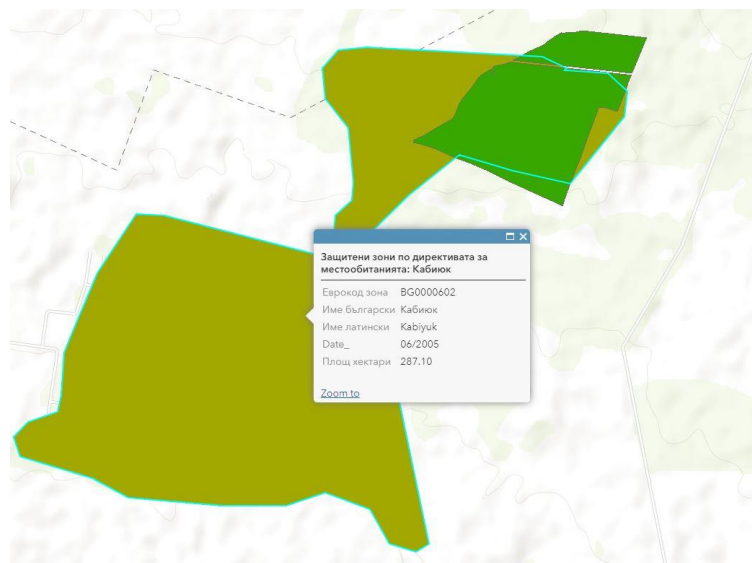 Защитени зони по директивата за
местообитанията: Кабиюк
Еврокод зона BG0000602
Име български Кабиюк
Име латински Kabiyuk
Date_ 06/2005
Площ хектари 287.10
Zoom to